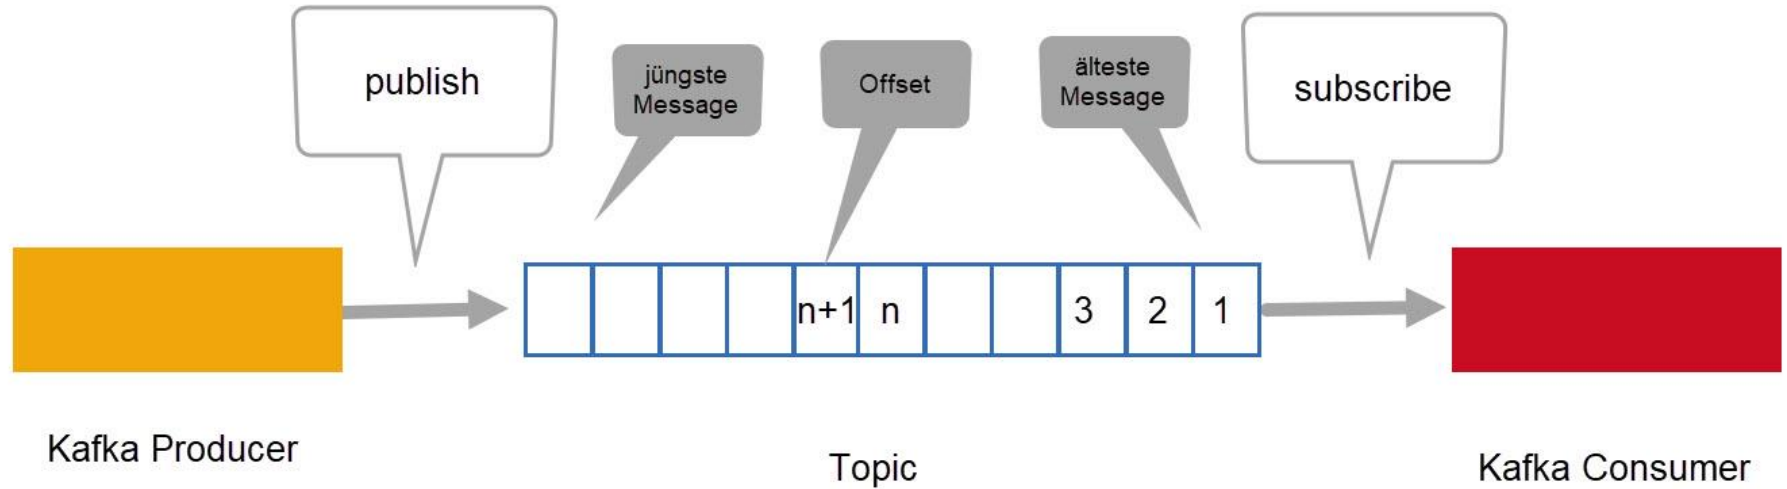 publish
jüngste
Message
Offset
älteste
Message
subscribe
n+1
n
3
2
1
Kafka Producer
Topic
Kafka Consumer